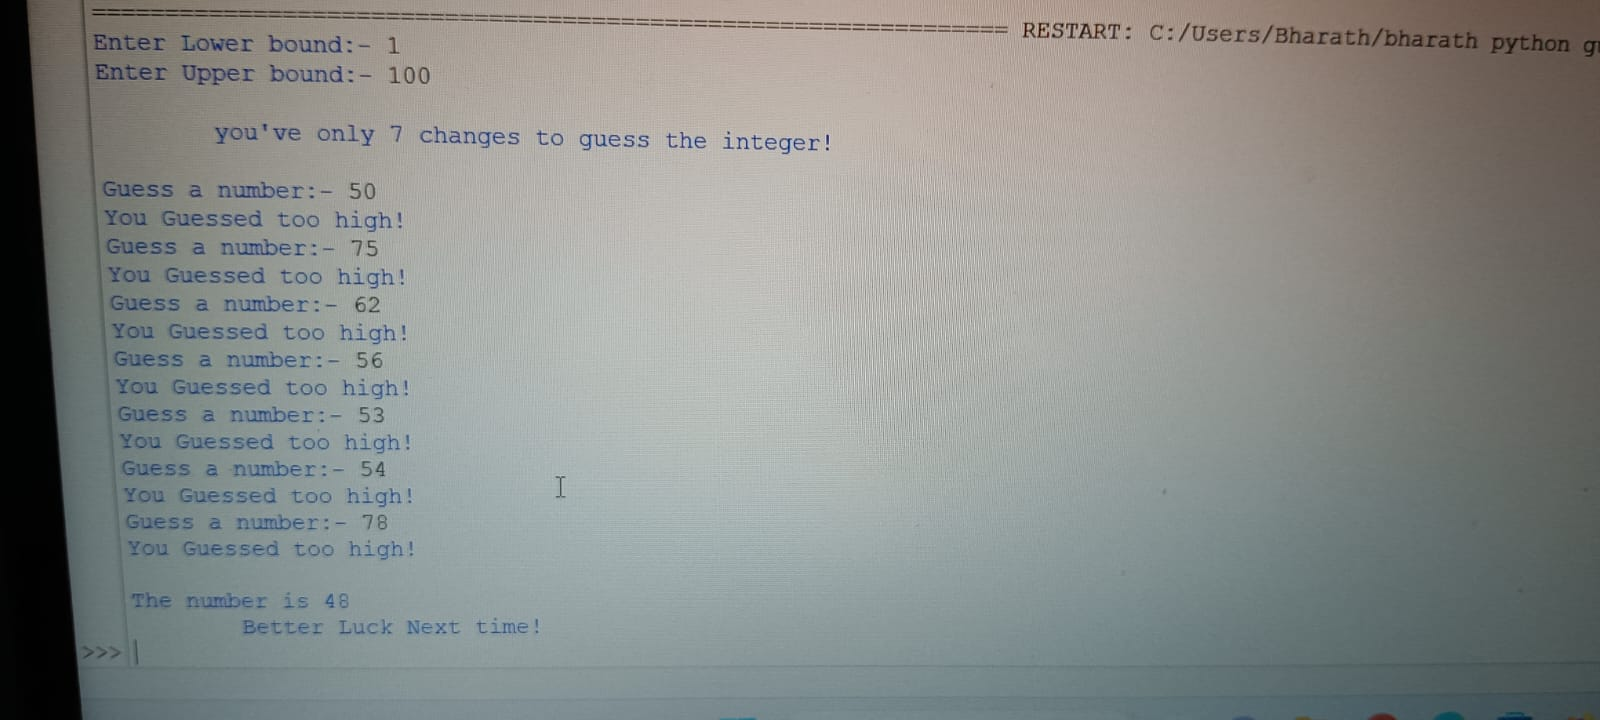 ================================================================ RESTART: C:/Users/Bharath/bharath python
Enter Lower bound:- 1
Enter Upper bound:- 100
you've only 7 changes to guess the integer!
Guess a number:- 50
You Guessed too high!
Guess a number:- 75
You Guessed too high!
Guess a number:- 62
You Guessed too high!
Guess a number:- 56
You Guessed too high!
Guess a number:- 53
You Guessed too high!
Guess a number:- 54
You Guessed too high!
Guess a number:- 78
You Guessed too high!
The number is 48
Better Luck Next time!
>>>